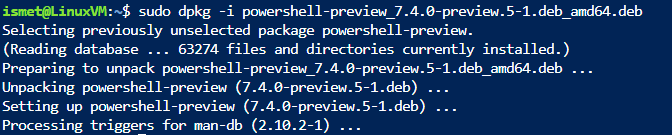 ismet@LinuxVM:~$ sudo dpkg -i powershell-preview_7.4.0-preview.5-1.deb_amd64.deb
Selecting previously unselected package powershell-preview.
(Reading database ... 63274 files and directories currently installed.)
Preparing to unpack powershell-preview_7.4.0-preview.5-1.deb_amd64.deb ...
Unpacking powershell-preview (7.4.0-preview.5-1.deb) ...
Setting up powershell-preview (7.4.0-preview.5-1.deb) ...
Processing triggers for man-db (2.10.2-1) ...